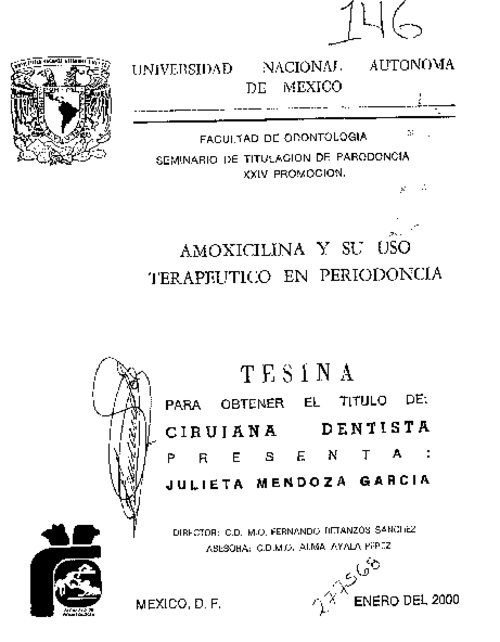 146
UNIVERSIDAD NACIONAL AUTONOMA
DE MEXICO
FACULTAD DE ODONTOLOGIA
SEMINARIO DE TITULACION DE PARODONCIA
XXIV PROMOCION.
AMOXICILINA Y SU USO
TERAPEUTICO EN PERIODONCIA
TESINA
PARA OBTENER EL TITULO DE:
CIRUJANA DENTISTA
P R E S E N T A :
JULIETA MENDOZA GARCIA
DIRECTOR: C.D. M.O. FERNANDO BETANZOS SANCHEZ
ASESORA: C.D.M.O. ALMA AYALA PEREZ
277568
MEXICO, D. F. ENERO DEL 2000